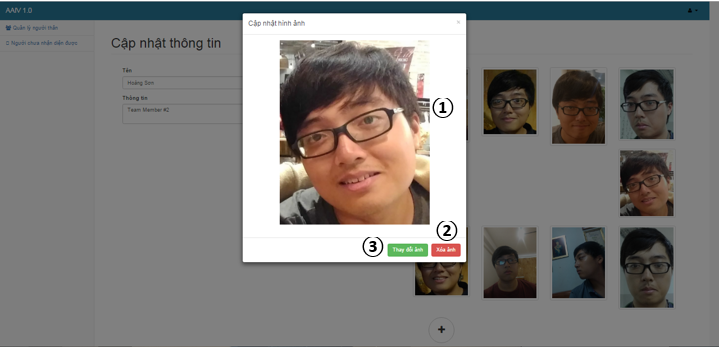 AAIV 1.0
Quản lý người thân
Người chưa nhận diện được
Cập nhật thông tin
Tên
Hoàng Sơn
Thông tin
Team Member #2
Cập nhật hình ảnh
×
1
2
3
Thay đổi ảnh
Xóa ảnh
+